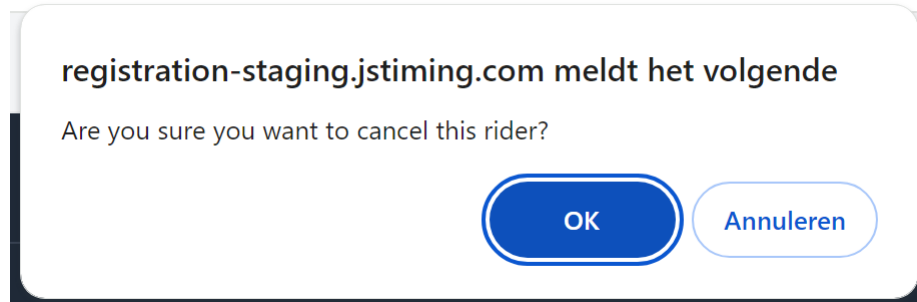 registration-staging.jstiming.com meldt het volgende
Are you sure you want to cancel this rider?
OK
Annuleren